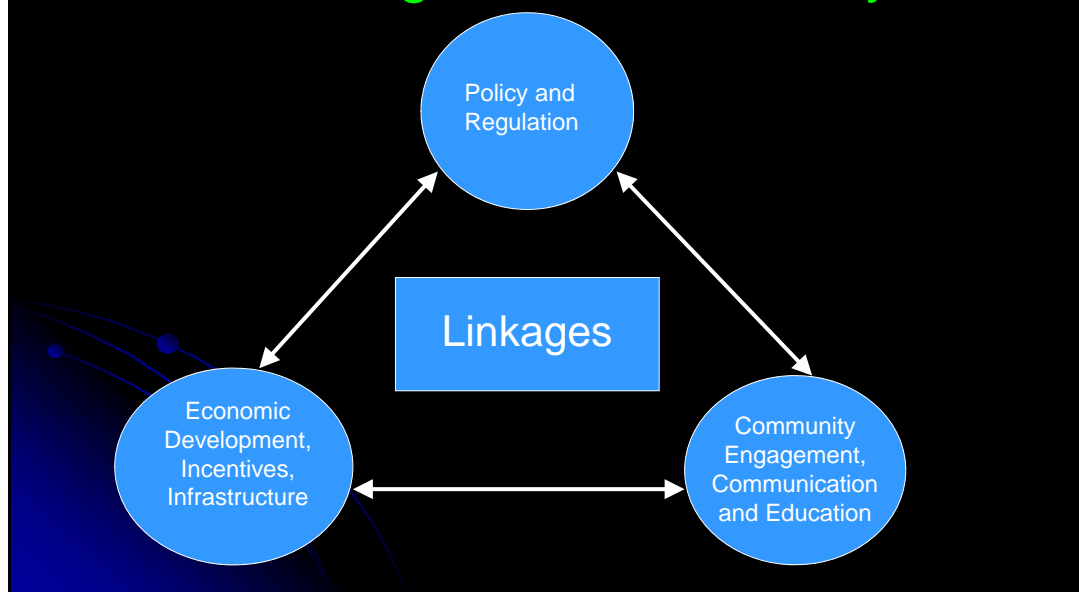 Policy and
Regulation
Linkages
Economic
Development,
Incentives,
Infrastructure
Community
Engagement,
Communication
and Education